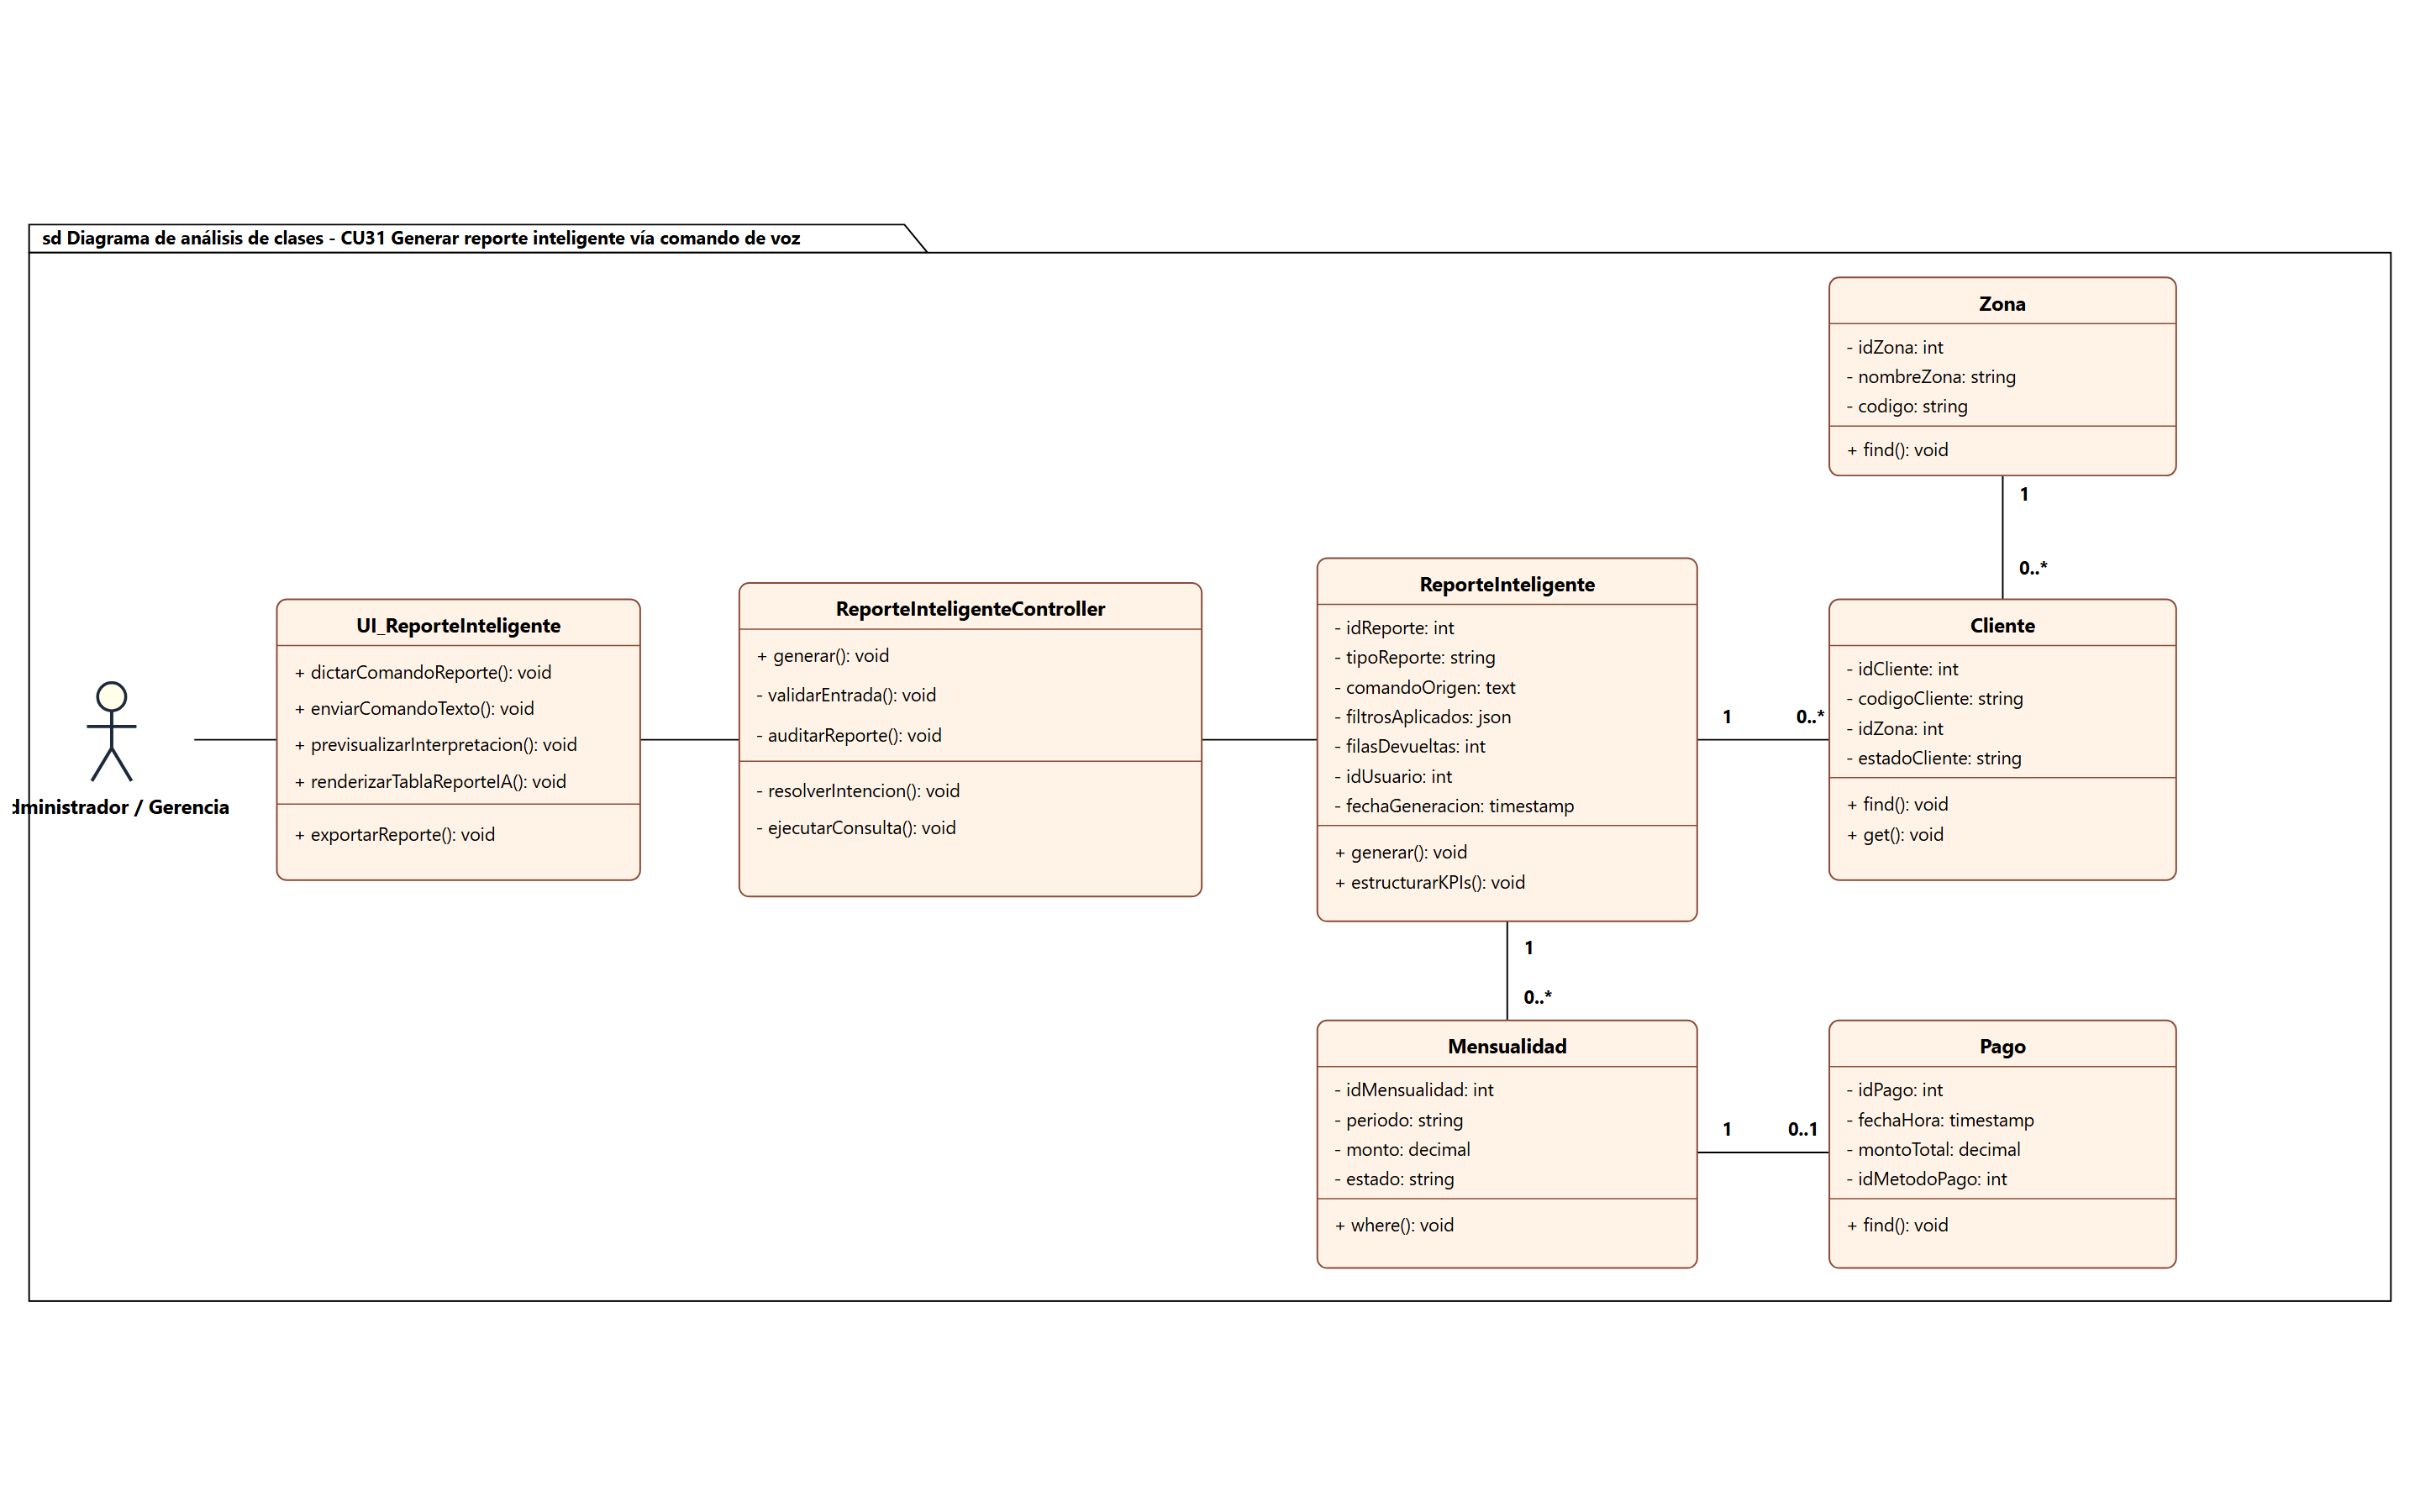 sd Diagrama de análisis de clases - CU31 Generar reporte inteligente vía comando de voz
Zona
- idZona: int
- nombreZona: string
- codigo: string
+ find(): void
1
0..*
dministrador / Gerencia
UI_ReporteInteligente
+ dictarComandoReporte(): void
+ enviarComandoTexto(): void
+ previsualizarInterpretacion(): void
+ renderizarTablaReporteIA(): void
+ exportarReporte(): void
ReporteInteligenteController
+ generar(): void
- validarEntrada(): void
- auditarReporte(): void
- resolverIntencion(): void
- ejecutarConsulta(): void
ReporteInteligente
- idReporte: int
- tipoReporte: string
- comandoOrigen: text
- filtrosAplicados: json
- filasDevueltas: int
- idUsuario: int
- fechaGeneracion: timestamp
+ generar(): void
+ estructurarKPIs(): void
1 0..*
Cliente
- idCliente: int
- codigoCliente: string
- idZona: int
- estadoCliente: string
+ find(): void
+ get(): void
1
0..*
Mensualidad
- idMensualidad: int
- periodo: string
- monto: decimal
- estado: string
+ where(): void
1 0..1
Pago
- idPago: int
- fechaHora: timestamp
- montoTotal: decimal
- idMetodoPago: int
+ find(): void